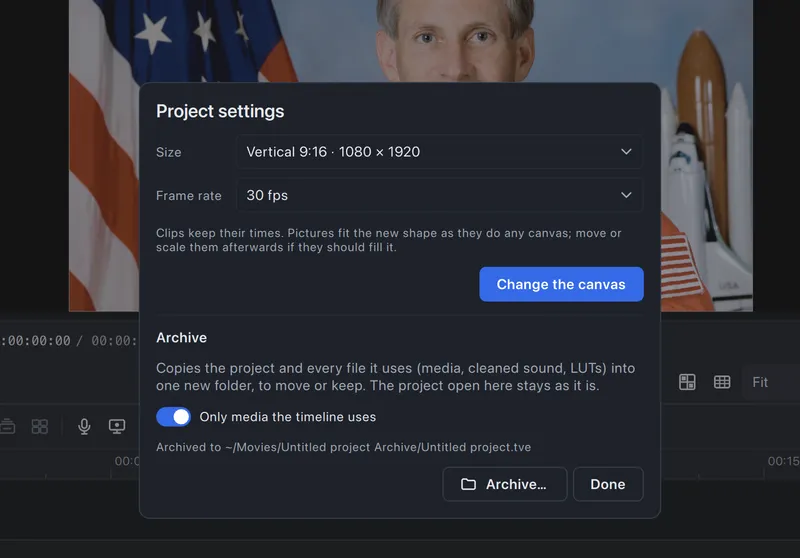 Project settings
Size
Vertical 9:16 · 1080 × 1920
Frame rate
30 fps
Clips keep their times. Pictures fit the new shape as they do any canvas; move or
scale them afterwards if they should fill it.
Change the canvas
:00:00:00 / 00:00:
Archive
Copies the project and every file it uses (media, cleaned sound, LUTs) into
one new folder, to move or keep. The project open here stays as it is.
Fit
Only media the timeline uses
Archived to ~/Movies/Untitled project Archive/Untitled project.tve
00:0
00:15
Archive...
Done
USA